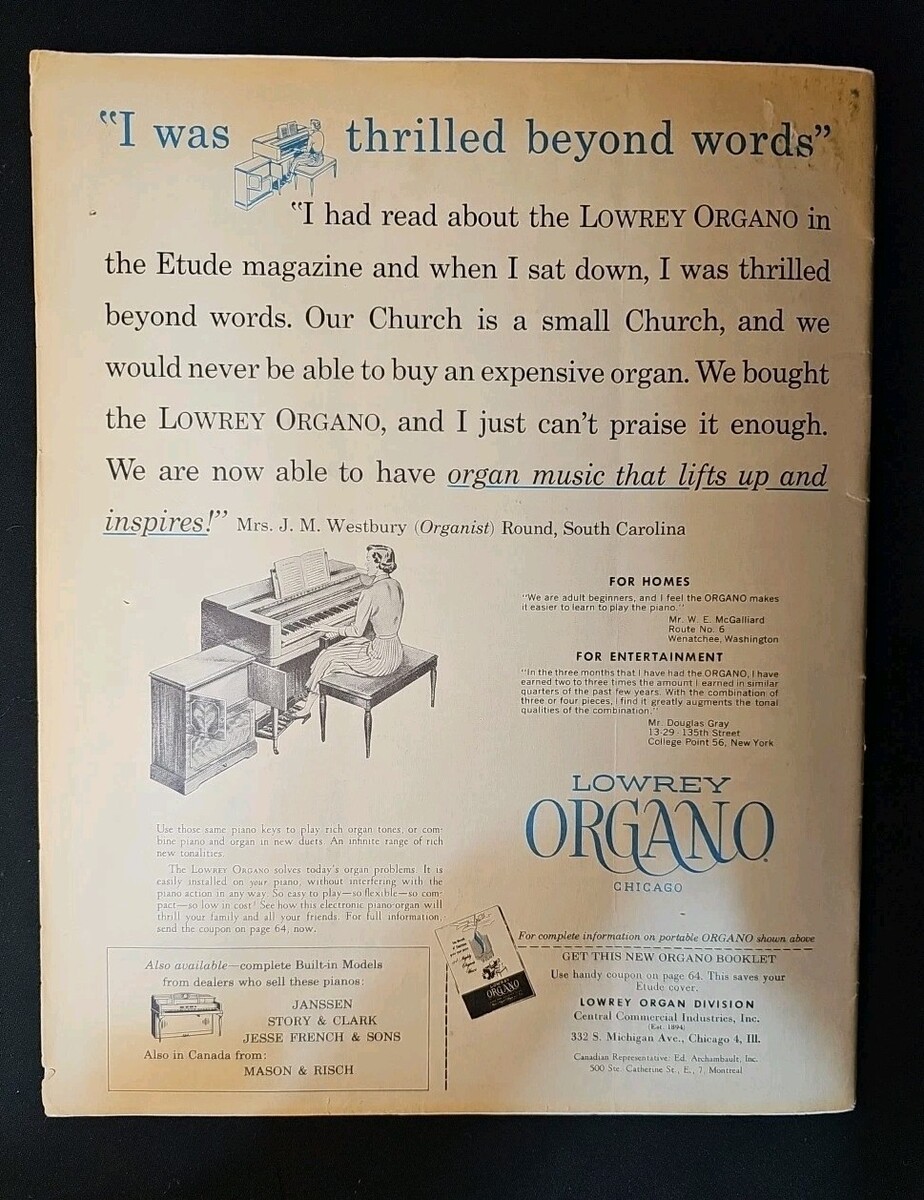 "I was thrilled beyond words"
"I had read about the LOWREY ORGANO in
the Etude magazine and when I sat down, I was thrilled
beyond words. Our Church is a small Church, and we
would never be able to buy an expensive organ. We bought
the LOWREY ORGANO, and I just can't praise it enough.
We are now able to have organ music that lifts up and
inspires!" Mrs. J. M. Westbury (Organist) Round, South Carolina
FOR HOMES
"We are adult beginners, and I feel the ORGANO makes
it easier to learn to play the piano."
Mr. W. E. McGalliard
Route No. 6
Wenatchee, Washington
FOR ENTERTAINMENT
"In the three months that I have had the ORGANO, I have
earned two to three times the amount I earned in similar
quarters of the past few years. With the combination of
three or four pieces, I find it greatly augments the tonal
qualities of the combination."
Mr. Douglas Gray
13-29 - 135th Street
College Point 56, New York
LOWREY
ORGANO
CHICAGO
Use those same piano keys to play rich organ tones, or com-
bine piano and organ in new duets. An infinite range of rich
new tonalities.
The LOWREY ORGANO solves today's organ problems. It is
easily installed on your piano, without interfering with the
piano action in any way. So easy to play—so flexible—so com-
pact—so low in cost! See how this electronic piano-organ will
thrill your family and all your friends. For full information,
send the coupon on page 64, now.
Also available—complete Built-in Models
from dealers who sell these pianos:
JANSSEN
STORY & CLARK
JESSE FRENCH & SONS
Also in Canada from:
MASON & RISCH
ORGANO
For complete information on portable ORGANO shown above
GET THIS NEW ORGANO BOOKLET
Use handy coupon on page 64. This saves your
Etude cover.
LOWREY ORGAN DIVISION
Central Commercial Industries, Inc.
(Est. 1894)
332 S. Michigan Ave., Chicago 4, Ill.
Canadian Representative: Ed. Archambault, Inc.
500 Ste. Catherine St., E., 7, Montreal